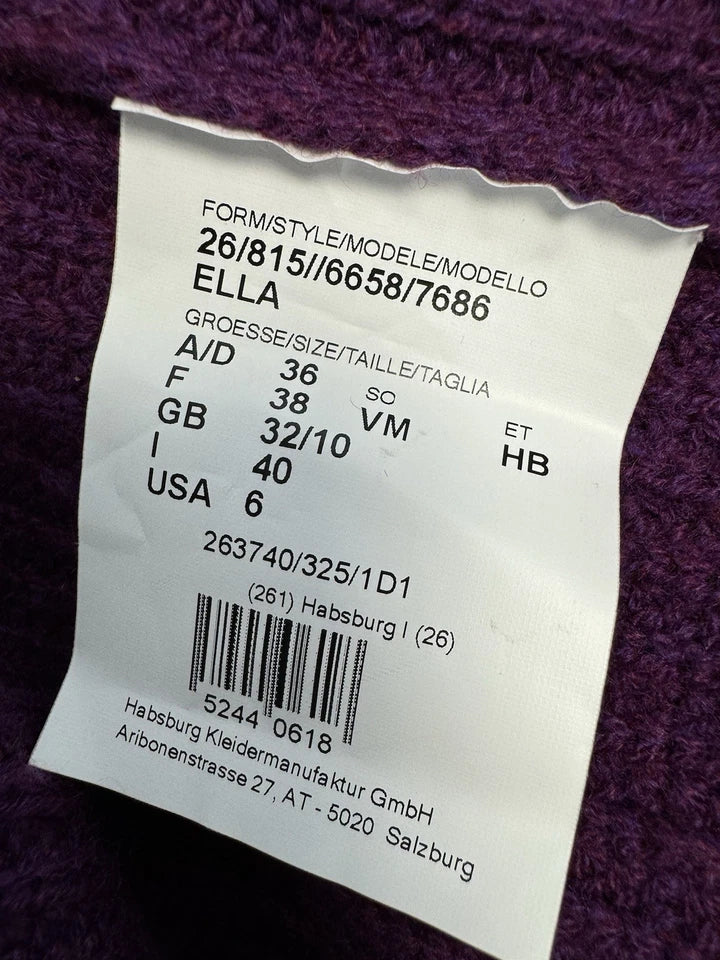 FORM/STYLE/MODELE/MODELLO
26/815//6658/7686
ELLA
GROESSE/SIZE/TAILLE/TAGLIA
A/D 36 SO ET
F 38 VM HB
GB 32/10
I 40
USA 6
263740/325/1D1
(261) Habsburg I (26)
5244 0618
Habsburg Kleidermanufaktur GmbH
Aribonenstrasse 27, AT - 5020 Salzburg